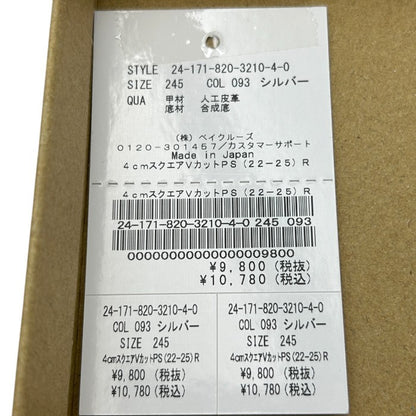 STYLE 24-171-820-3210-4-0
SIZE 245 COL 093 シルバー
QUA 甲材 人工皮革
底材 合成底
(株) ベイクルーズ
0120-301457/カスタマーサポート
Made in Japan
4cmスクエアVカットPS(22-25)R
4cmスクエアVカットPS(22-25)R
24-171-820-3210-4-0 245 093
00000000000000000009800
¥9,800(税抜)
¥10,780(税込)
24-171-820-3210-4-0
COL 093 シルバー
SIZE 245
4cmスクエアVカットPS(22-25)R
¥9,800 (税抜)
¥10,780(税込)
24-171-820-3210-4-0
COL 093 シルバー
SIZE 245
4cmスクエアVカットPS(22-25)R
¥9,800 (税抜)
¥10,780(税込)